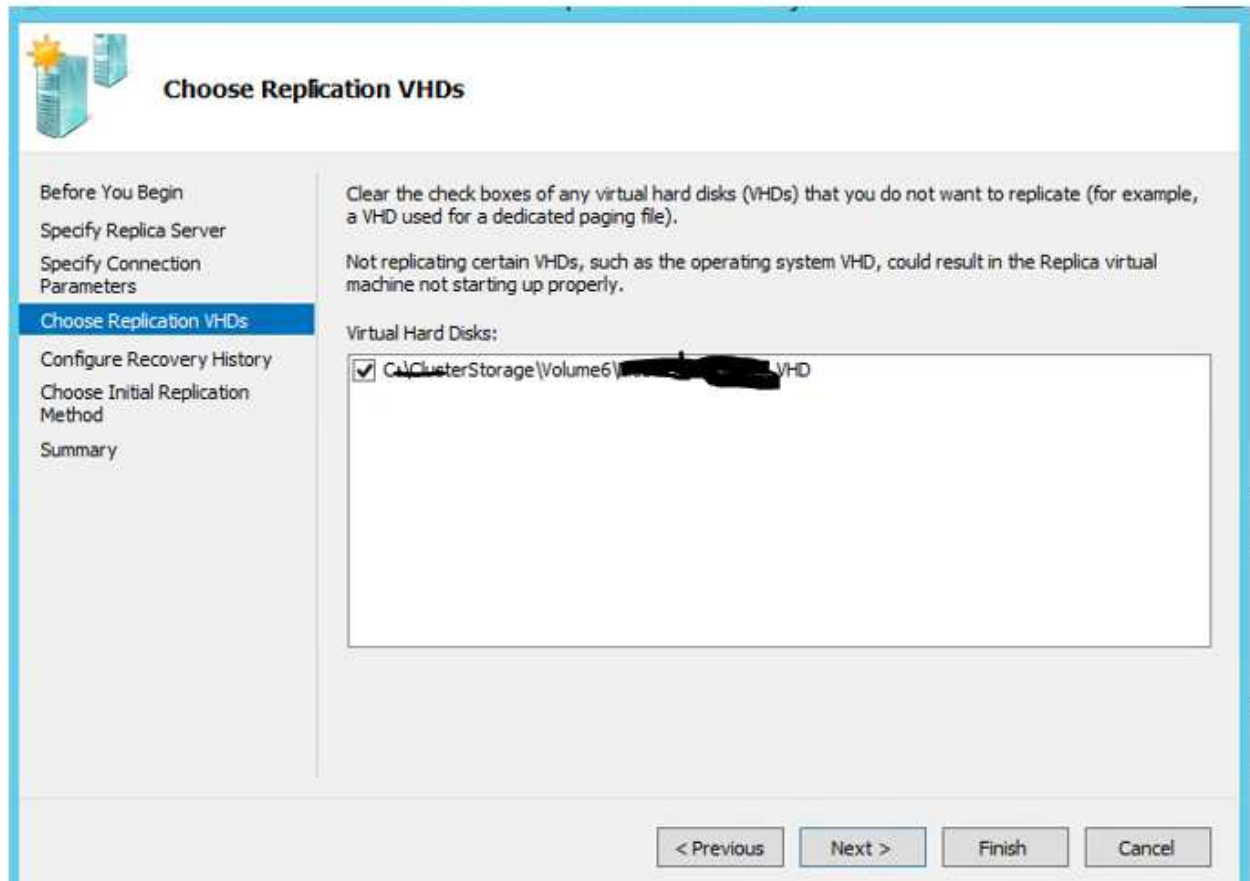 Choose Replication VHDs
Before You Begin
Specify Replica Server
Specify Connection
Parameters
Choose Replication VHDs
Configure Recovery History
Choose Initial Replication
Method
Summary
Clear the check boxes of any virtual hard disks (VHDs) that you do not want to replicate (for example,
a VHD used for a dedicated paging file).
Not replicating certain VHDs, such as the operating system VHD, could result in the Replica virtual
machine not starting up properly.
Virtual Hard Disks:
C:\ClusterStorage\Volume6\ VHD
< Previous
Next >
Finish
Cancel